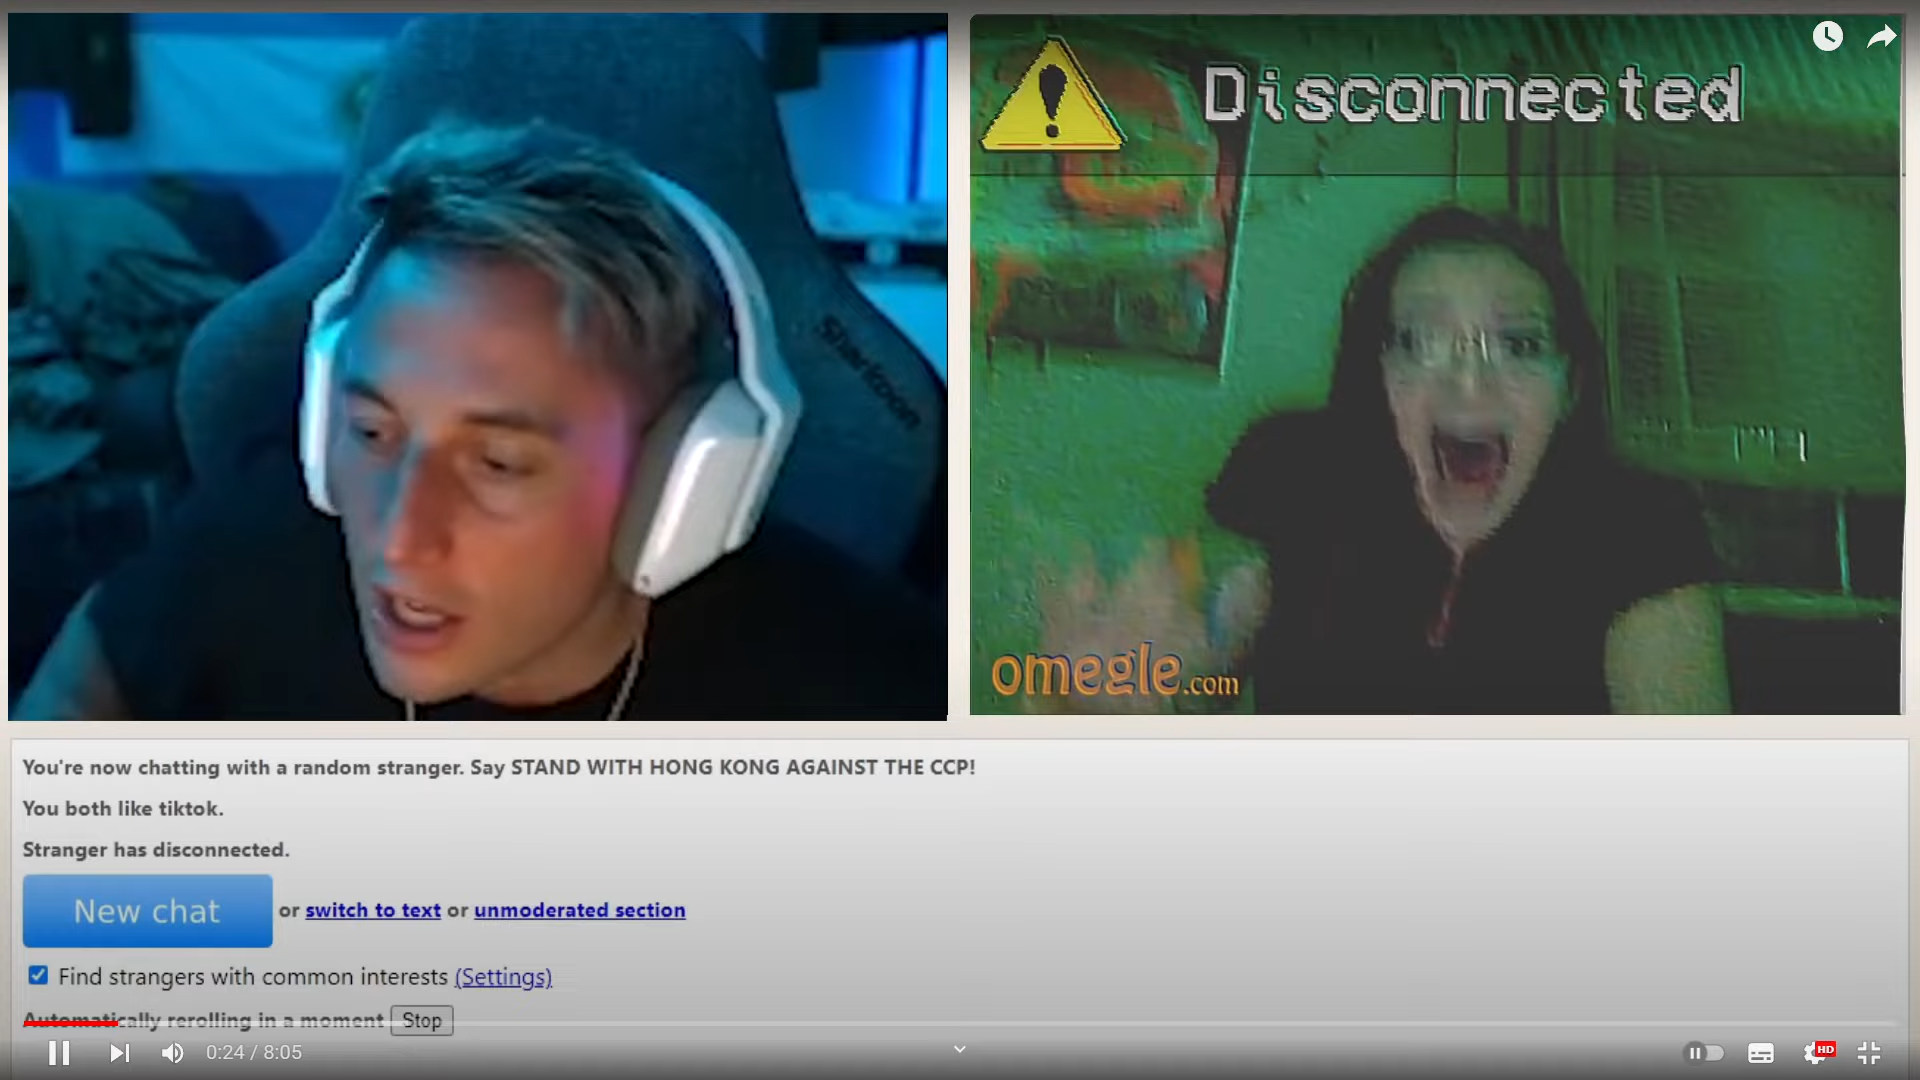 Disconnected
Sharkoon
omegle.com
You're now chatting with a random stranger. Say STAND WITH HONG KONG AGAINST THE CCP!
You both like tiktok.
Stranger has disconnected.
New chat or switch to text or unmoderated section
Find strangers with common interests (Settings)
Automatically rerolling in a moment Stop
0:24 / 8:05
HD